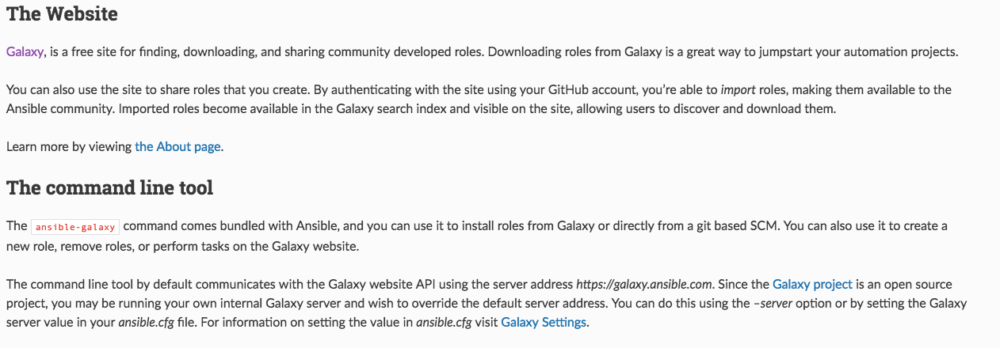 The Website
Galaxy, is a free site for finding, downloading, and sharing community developed roles. Downloading roles from Galaxy is a great way to jumpstart your automation projects.
You can also use the site to share roles that you create. By authenticating with the site using your GitHub account, you’re able to import roles, making them available to the
Ansible community. Imported roles become available in the Galaxy search index and visible on the site, allowing users to discover and download them.
Learn more by viewing the About page.
The command line tool
The ansible-galaxy command comes bundled with Ansible, and you can use it to install roles from Galaxy or directly from a git based SCM. You can also use it to create a
new role, remove roles, or perform tasks on the Galaxy website.
The command line tool by default communicates with the Galaxy website API using the server address https://galaxy.ansible.com. Since the Galaxy project is an open source
project, you may be running your own internal Galaxy server and wish to override the default server address. You can do this using the –server option or by setting the Galaxy
server value in your ansible.cfg file. For information on setting the value in ansible.cfg visit Galaxy Settings.